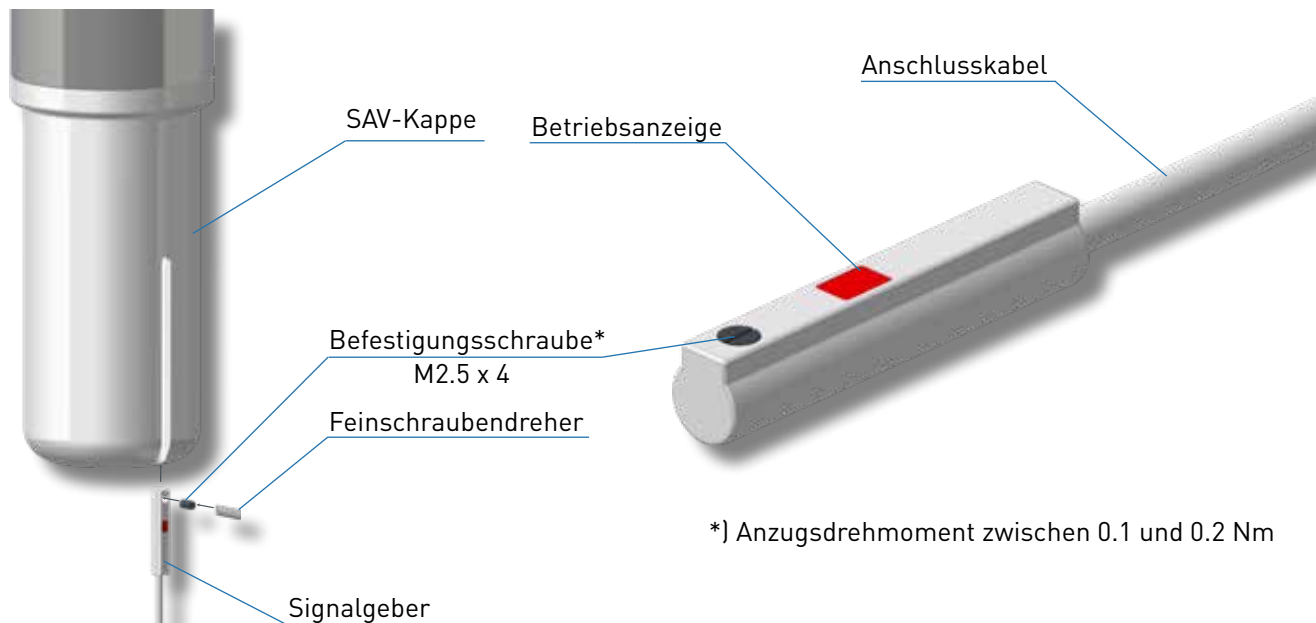 Anschlusskabel
SAV-Kappe
Betriebsanzeige
Befestigungsschraube*
M2.5 x 4
Feinschraubendreher
*) Anzugsdrehmoment zwischen 0.1 und 0.2 Nm
Signalgeber